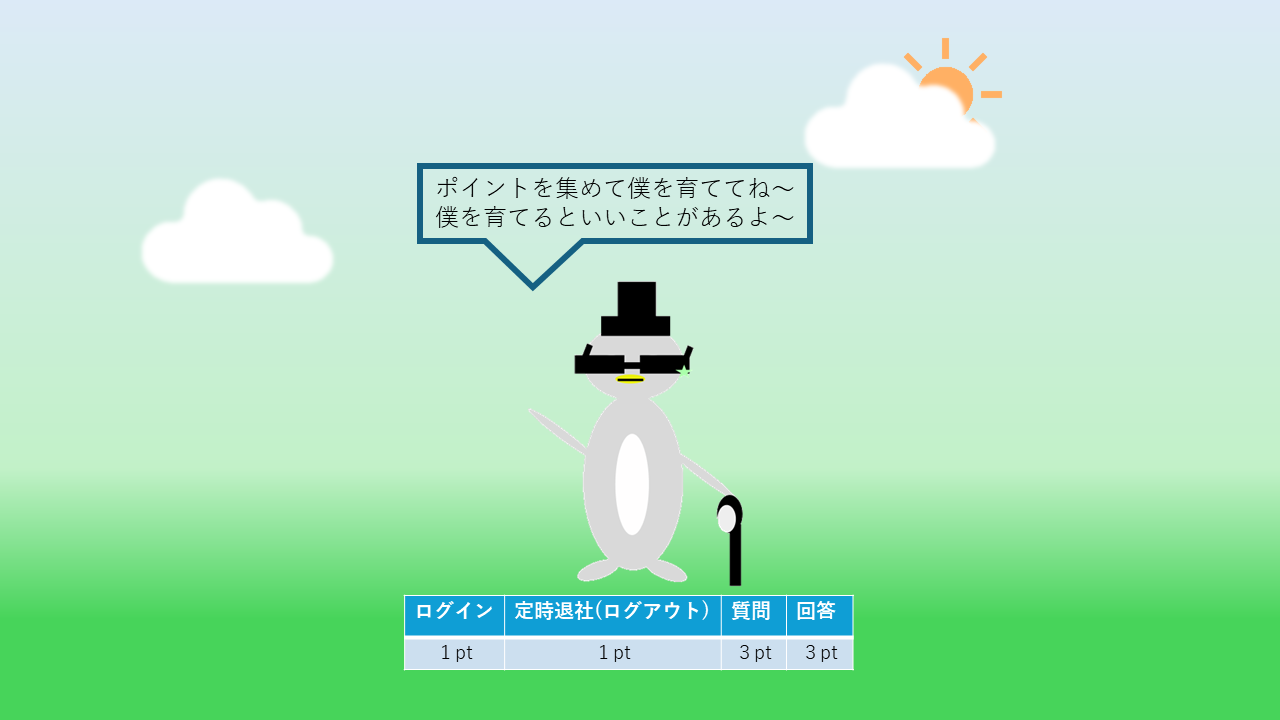 ポイントを集めて僕を育ててね～
僕を育てるといいことがあるよ～
ログイン 定時退社(ログアウト) 質問 回答
1 pt 1 pt 3 pt 3 pt